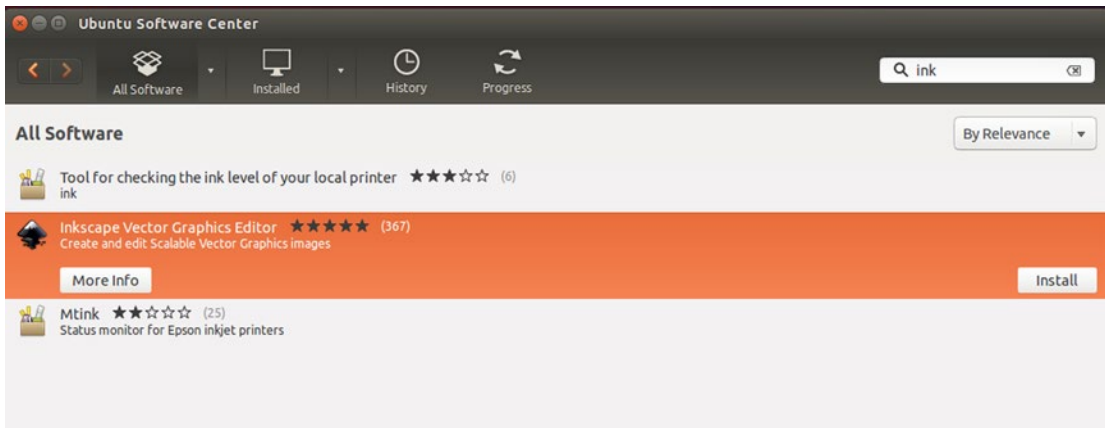 Ubuntu Software Center
All Software
Installed
History
Progress
ink
All Software
By Relevance
Tool for checking the ink level of your local printer ★★★☆☆ (6)
ink
Inkscape Vector Graphics Editor ★★★★★ (367)
Create and edit Scalable Vector Graphics images
More Info
Install
Mtink ★★☆☆☆ (25)
Status monitor for Epson inkjet printers